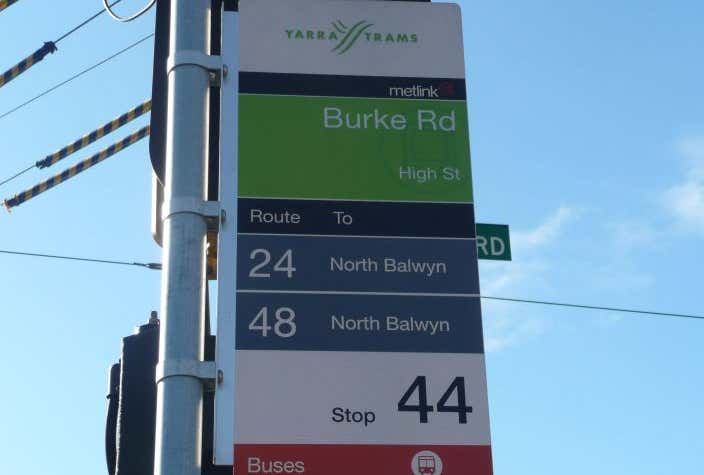 YARRA TRAMS
metlink
Burke Rd
High St
Route To
24 North Balwyn
48 North Balwyn
Stop 44
Buses
RD